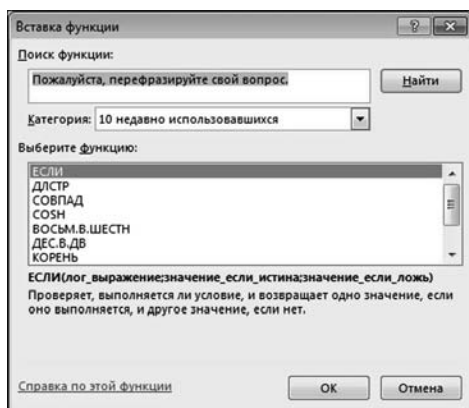 Вставка функции
Поиск функции:
Пожалуйста, перефразируйте свой вопрос.
Найти
Категория: 10 недавно использовавшихся
Выберите функцию:
ЕСЛИ
ДЛСТР
СОВПАД
COSH
ВОСЬМ.В.ШЕСТН
ДЕС.В.ДВ
КОРЕНЬ
ЕСЛИ(лог_выражение;значение_если_истина;значение_если_ложь)
Проверяет, выполняется ли условие, и возвращает одно значение, если
оно выполняется, и другое значение, если нет.
Справка по этой функции
ОК
Отмена